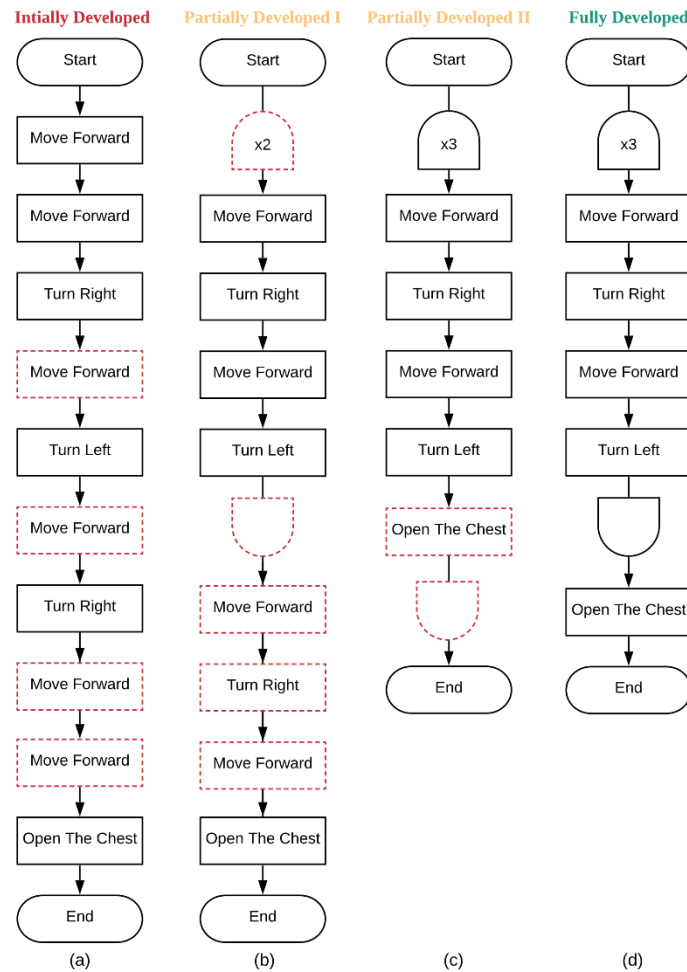 Intially Developed
Start
Move Forward
Move Forward
Turn Right
Move Forward
Turn Left
Move Forward
Turn Right
Move Forward
Move Forward
Open The Chest
End
(a)
Partially Developed I
Start
x2
Move Forward
Turn Right
Move Forward
Turn Left
Move Forward
Turn Right
Move Forward
Open The Chest
End
(b)
Partially Developed II
Start
x3
Move Forward
Turn Right
Move Forward
Turn Left
Open The Chest
End
(c)
Fully Developed
Start
x3
Move Forward
Turn Right
Move Forward
Turn Left
Open The Chest
End
(d)